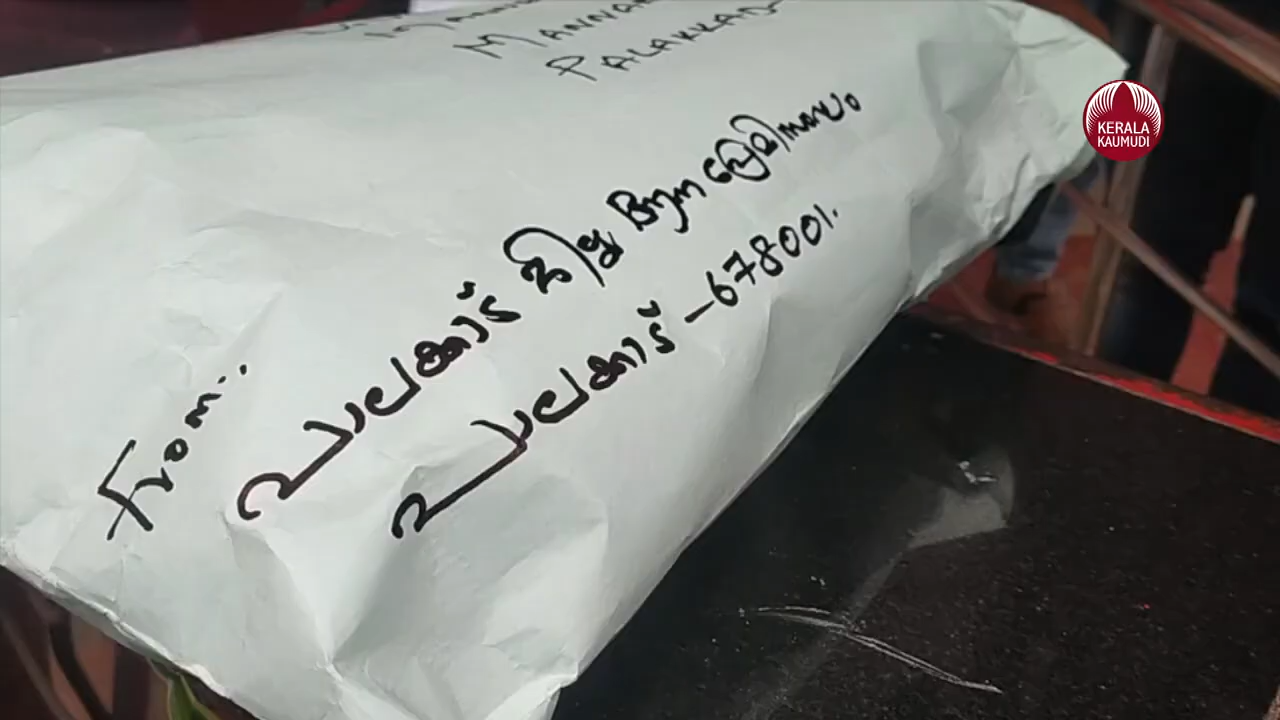 MANNAR
PALAKKAD
From:
പാലക്കാട് ജില്ല
പാലക്കാട് - 678001.
KERALA
KAUMUDI